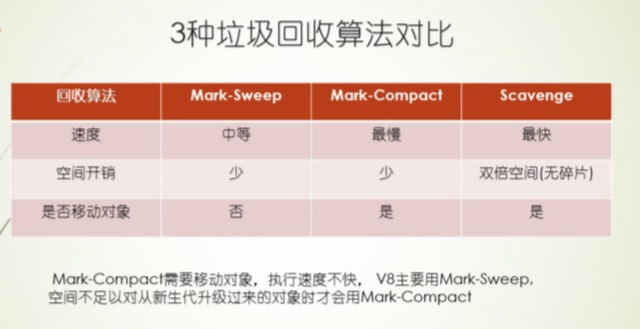 3种垃圾回收算法对比
回收算法 Mark-Sweep Mark-Compact Scavenge
速度 中等 最慢 最快
空间开销 少 少 双倍空间(无碎片)
是否移动对象 否 是 是
Mark-Compact需要移动对象，执行速度不快， V8主要用Mark-Sweep,
空间不足以对从新生代升级过来的对象时才会用Mark-Compact